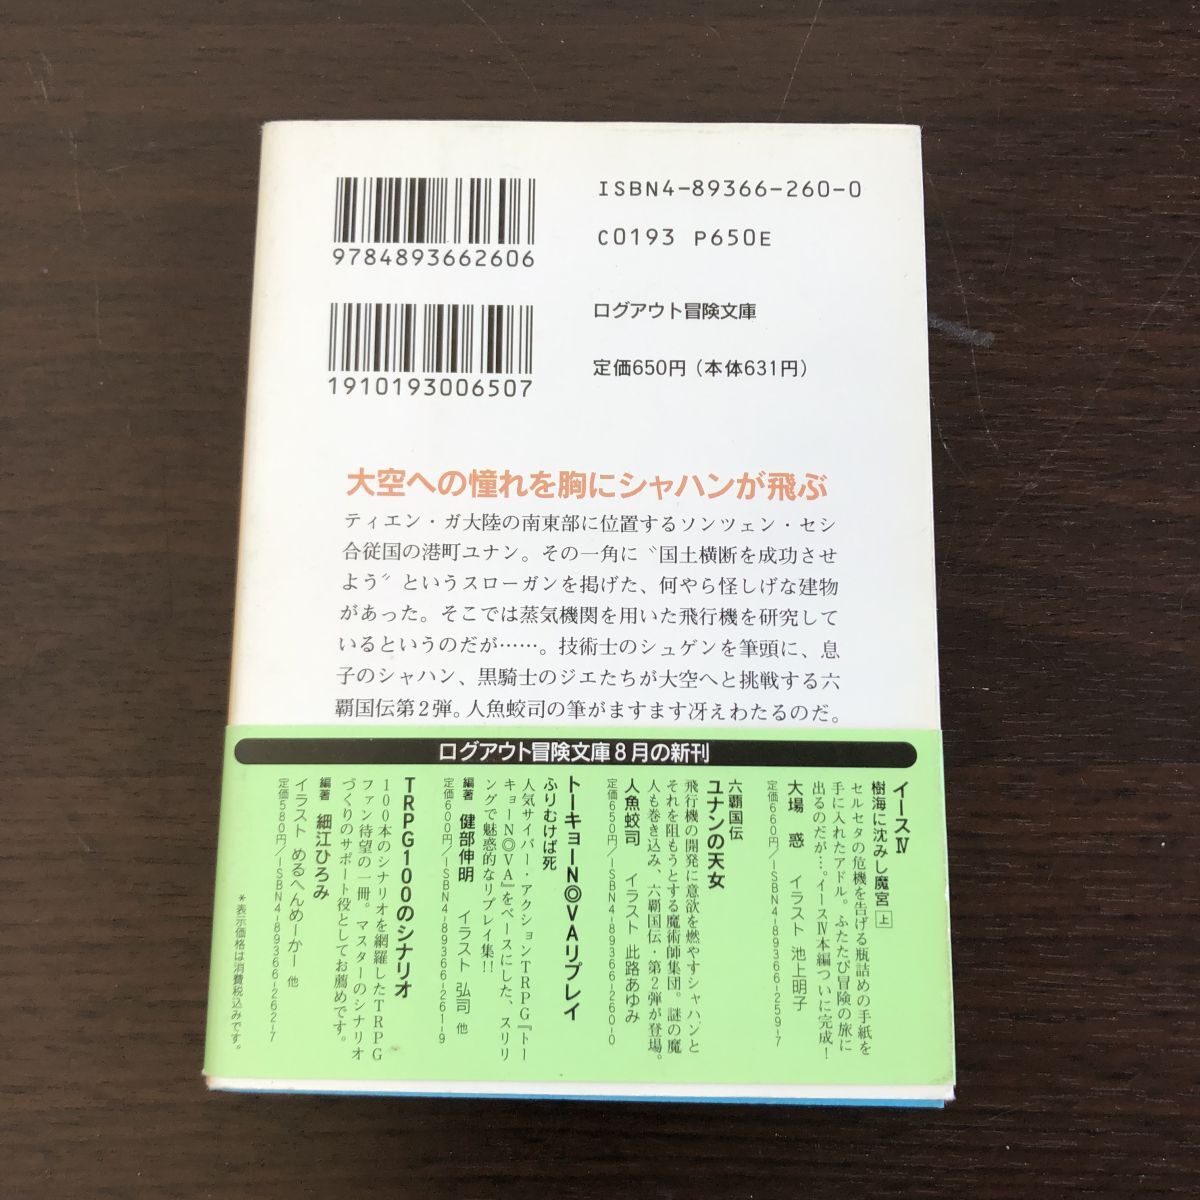 9784893662606
ISBN4-89366-260-0
C0193 P650E
1910193006507
ログアウト冒険文庫
定価650円（本体631円）
大空への憧れを胸にシャハンが飛ぶ
ティエン・ガ大陸の南東部に位置するソンツェン・セシ
合従国の港町ユナン。その一角に〝国土横断を成功させ
よう〟というスローガンを掲げた、何やら怪しげな建物
があった。そこでは蒸気機関を用いた飛行機を研究して
いるというのだが……。技術士のシュゲンを筆頭に、息
子のシャハン、黒騎士のジエたちが大空へと挑戦する六
覇国伝第2弾。人魚蛟司の筆がますます冴えわたるのだ。
ログアウト冒険文庫8月の新刊
イースⅣ
樹海に沈みし魔宮 上
セルセタの危機を告げる瓶詰めの手紙を
手に入れたアドル。ふたたび冒険の旅に
出るのだが…。イースⅣ本編ついに完成！
大場 惑 イラスト 池上明子
定価660円／ISBN4-89366-259-7
六覇国伝
ユナンの天女
飛行機の開発に意欲を燃やすシャハンと
それを阻もうとする魔術師集団。謎の魔
人も巻き込み、六覇国伝・第2弾が登場。
人魚蛟司 イラスト 此路あゆみ
定価650円／ISBN4-89366-260-0
トーキョーN◎VAリプレイ
ふりむけば死
人気サイバー・アクションTRPG『トー
キョーN◎VA』をベースにした、スリリ
ングで魅惑的なリプレイ集!!
編著 健部伸明 イラスト 弘司 他
定価600円／ISBN4-89366-261-9
TRPG100のシナリオ
100本のシナリオを網羅したTRPG
ファン待望の一冊。マスターのシナリオ
づくりのサポート役としてお薦めです。
編著 細江ひろみ
イラスト めるへんめーかー 他
定価580円／ISBN4-89366-262-7
＊表示価格は消費税込みです。